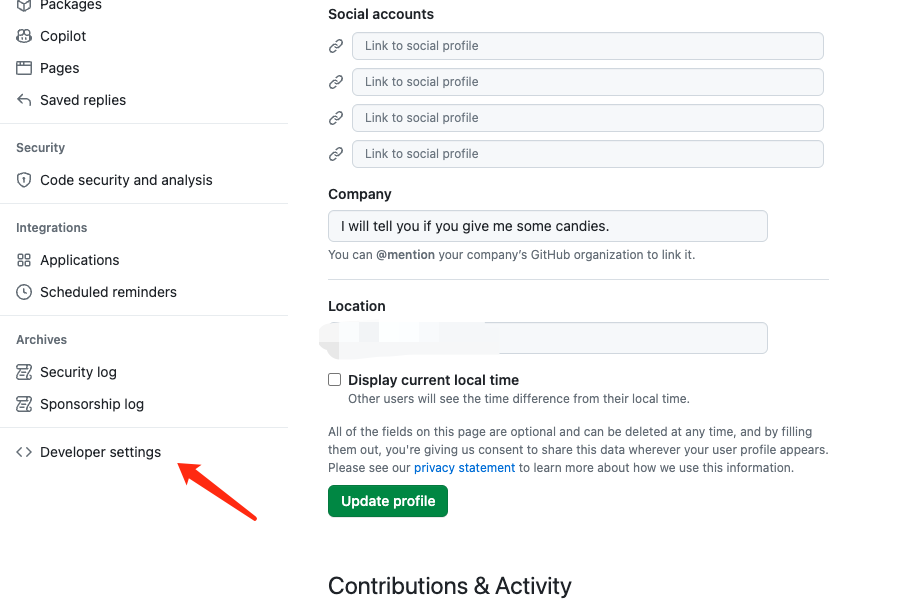 Packages
Copilot
Pages
Saved replies
Security
Code security and analysis
Integrations
Applications
Scheduled reminders
Archives
Security log
Sponsorship log
Developer settings
Social accounts
Link to social profile
Link to social profile
Link to social profile
Link to social profile
Company
I will tell you if you give me some candies.
You can @mention your company’s GitHub organization to link it.
Location
Display current local time
Other users will see the time difference from their local time.
All of the fields on this page are optional and can be deleted at any time, and by filling
them out, you're giving us consent to share this data wherever your user profile appears.
Please see our privacy statement to learn more about how we use this information.
Update profile
Contributions & Activity